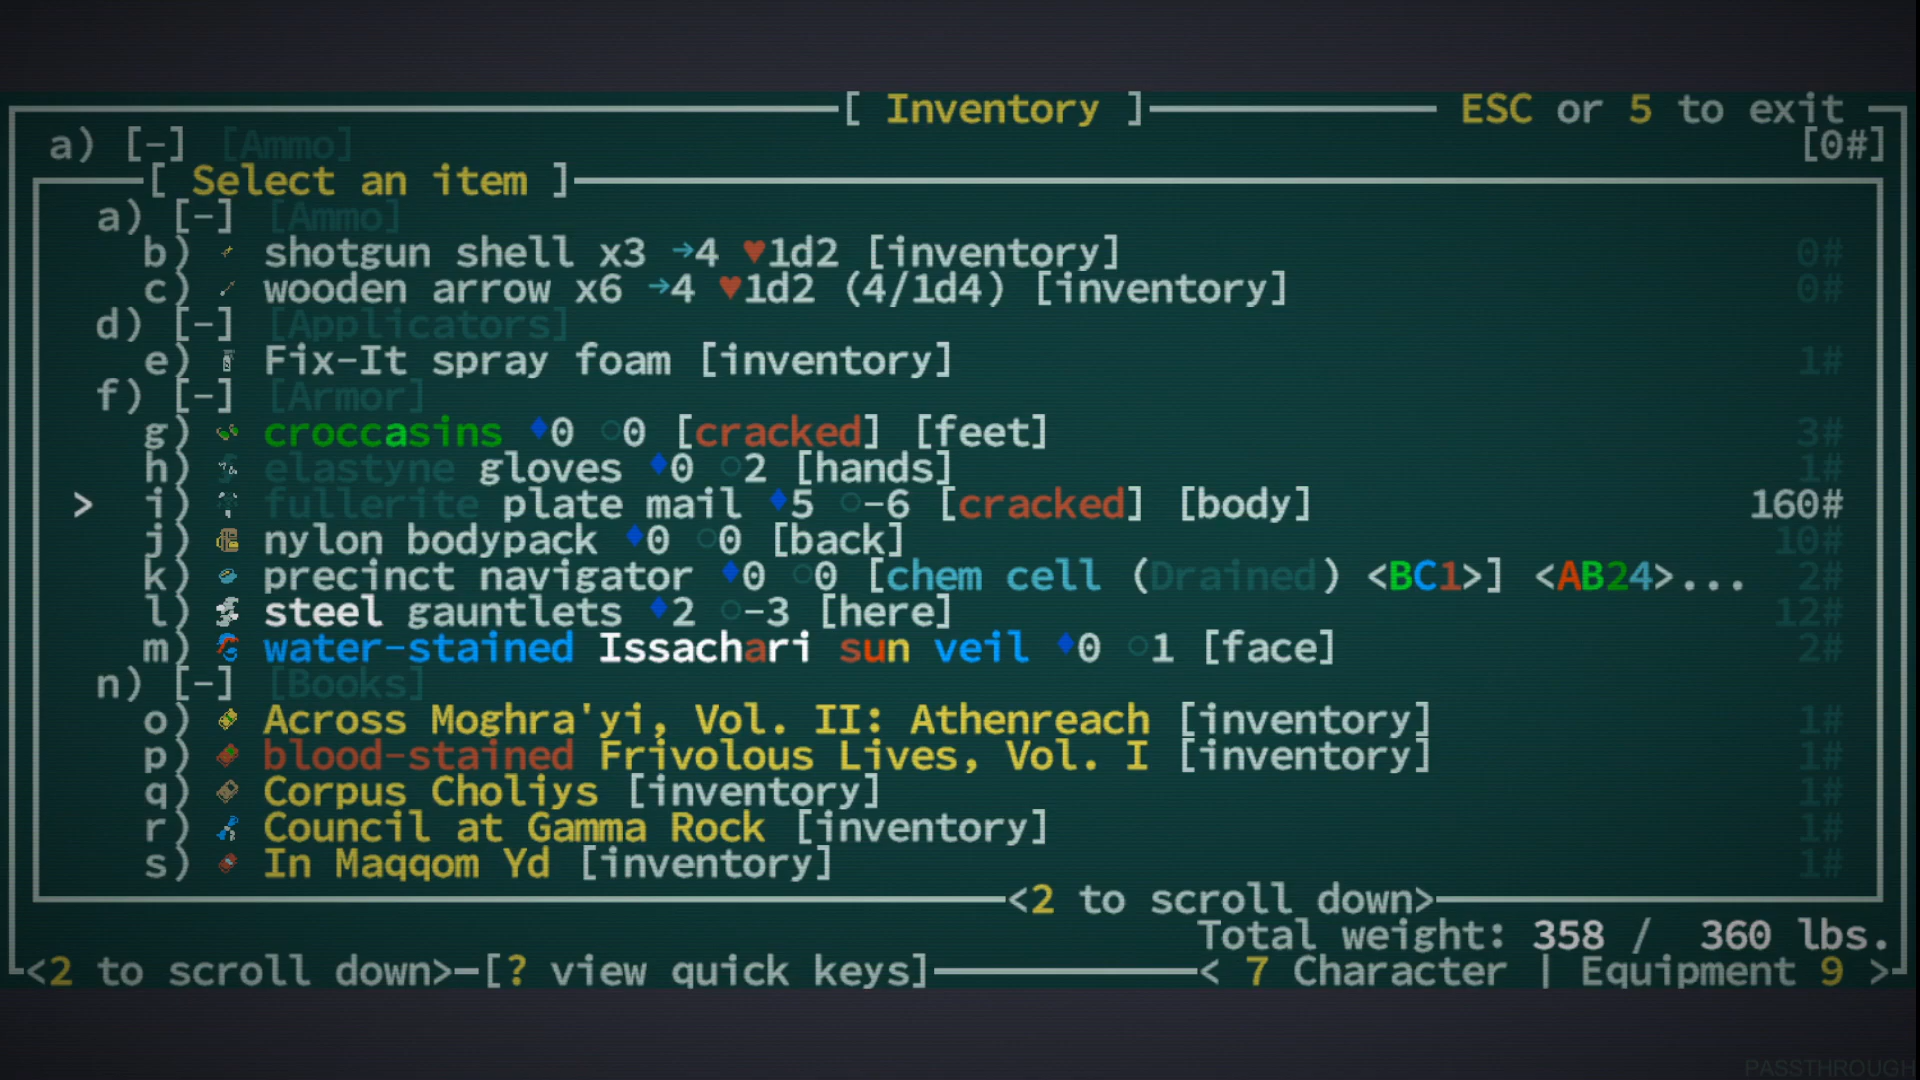 [ Inventory ] ESC or 5 to exit
a) [-] [Ammo] [0#]
[ Select an item ]
a) [-] [Ammo]
b) shotgun shell x3 →4 ♥1d2 [inventory] 0#
c) wooden arrow x6 →4 ♥1d2 (4/1d4) [inventory] 0#
d) [-] [Applicators]
e) Fix-It spray foam [inventory] 1#
f) [-] [Armor]
g) croccasins ♦0 ○0 [cracked] [feet] 3#
h) elastyne gloves ♦0 ○2 [hands] 1#
> i) fullerite plate mail ♦5 ○-6 [cracked] [body] 160#
j) nylon bodypack ♦0 ○0 [back] 10#
k) precinct navigator ♦0 ○0 [chem cell (Drained) <BC1>] <AB24>... 2#
l) steel gauntlets ♦2 ○-3 [here] 12#
m) water-stained Issachari sun veil ♦0 ○1 [face] 2#
n) [-] [Books]
o) Across Moghra'yi, Vol. II: Athenreach [inventory] 1#
p) blood-stained Frivolous Lives, Vol. I [inventory] 1#
q) Corpus Choliys [inventory] 1#
r) Council at Gamma Rock [inventory] 1#
s) In Maqqom Yd [inventory] 1#
<2 to scroll down>
Total weight: 358 / 360 lbs.
<2 to scroll down> [? view quick keys] < 7 Character | Equipment 9 >
PASSTHROUGH